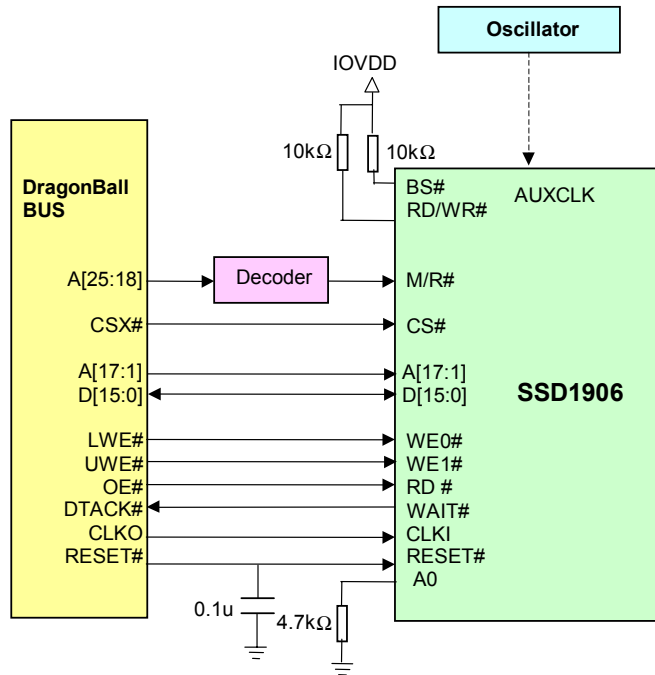 Oscillator
IOVDD
10kΩ
10kΩ
DragonBall
BUS
BS#
RD/WR#
AUXCLK
A[25:18]
Decoder
M/R#
CSX#
CS#
A[17:1]
A[17:1]
D[15:0]
D[15:0]
SSD1906
LWE#
WE0#
UWE#
WE1#
OE#
RD #
DTACK#
WAIT#
CLKO
CLKI
RESET#
RESET#
A0
0.1u
4.7kΩ